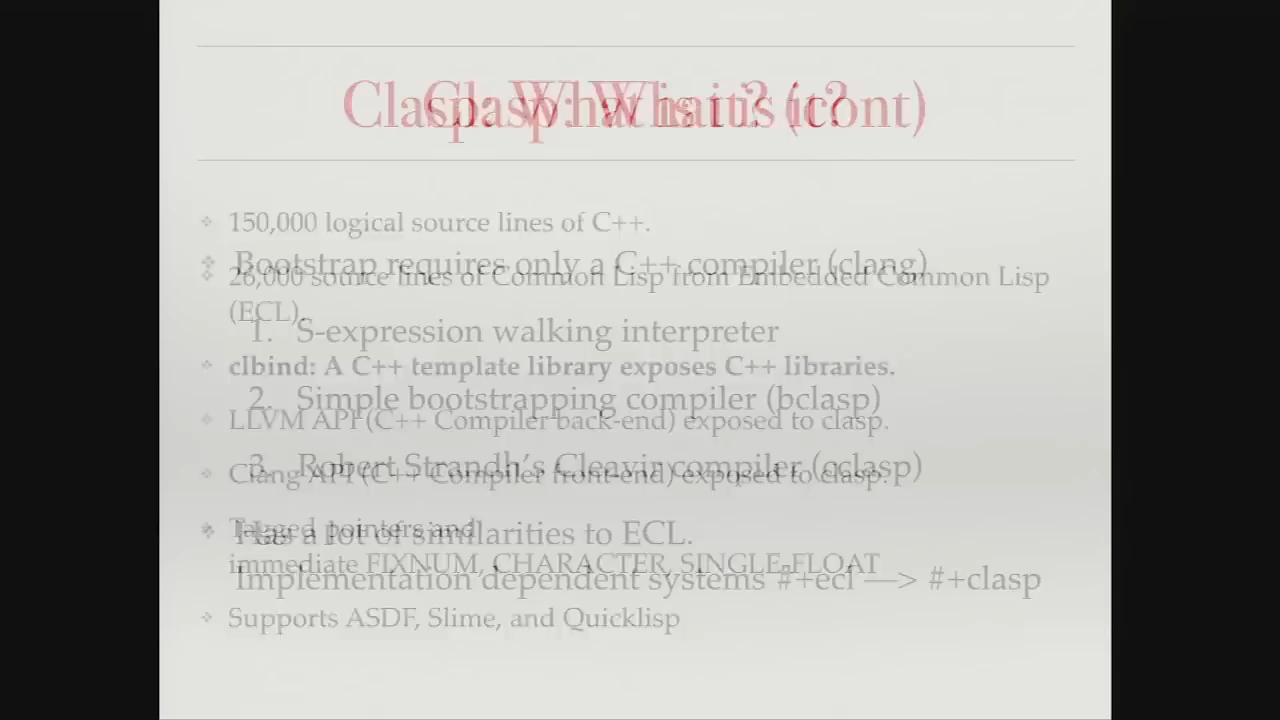 Clasp: What is it?
150,000 logical source lines of C++.
26,000 source lines of Common Lisp from Embedded Common Lisp
(ECL).
clbind: A C++ template library exposes C++ libraries.
LLVM API (C++ Compiler back-end) exposed to clasp.
Clang API (C++ Compiler front-end) exposed to clasp.
Tagged pointers and
immediate FIXNUM, CHARACTER, SINGLE-FLOAT
Supports ASDF, Slime, and Quicklisp
Clasp: What is it? (cont)
Bootstrap requires only a C++ compiler (clang)
1. S-expression walking interpreter
2. Simple bootstrapping compiler (bclasp)
3. Robert Strandh's Cleavir compiler (cclasp)
Has a lot of similarities to ECL.
Implementation dependent systems #+ecl —> #+clasp